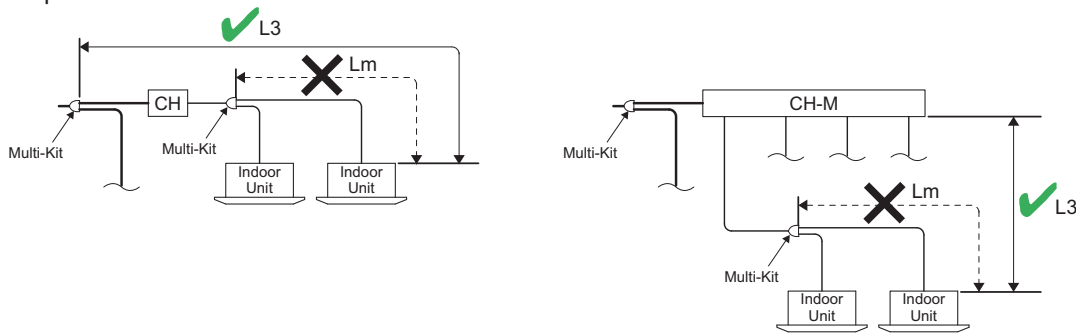 L3
Lm
CH
Multi-Kit
Multi-Kit
Indoor
Unit
Indoor
Unit
CH-M
Multi-Kit
Lm
L3
Multi-Kit
Indoor
Unit
Indoor
Unit